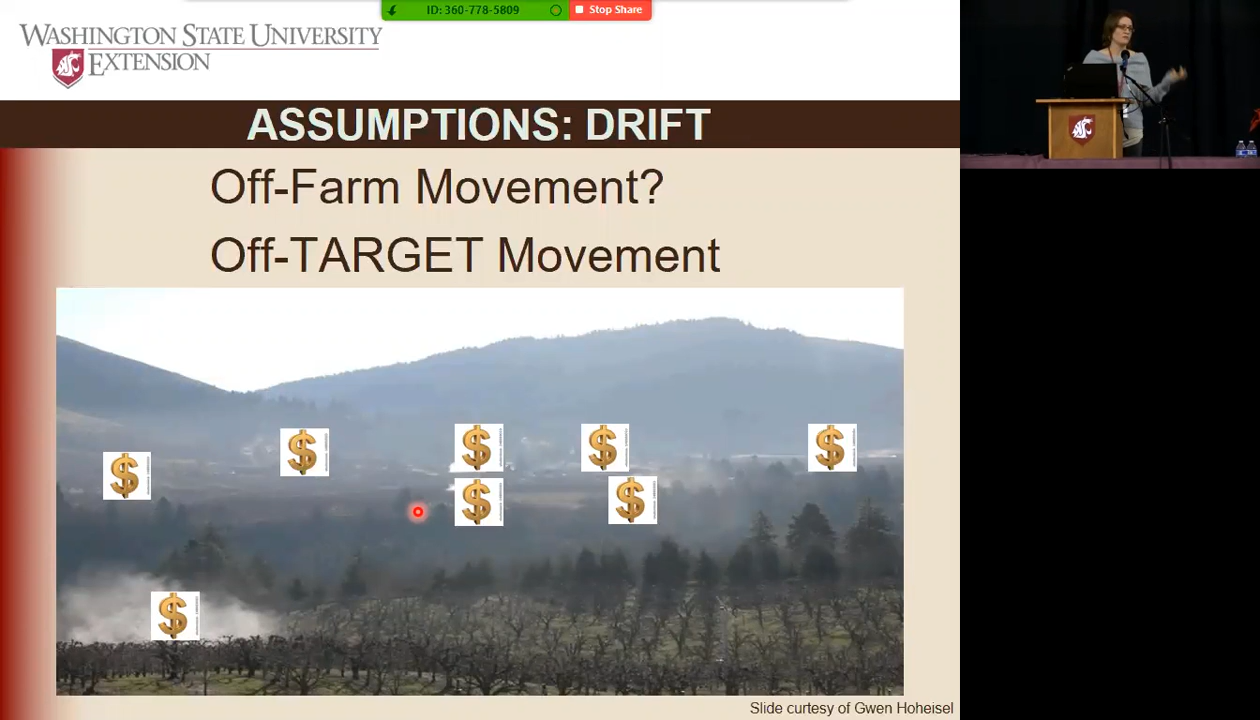 ID: 360-778-5809
Stop Share
WASHINGTON STATE UNIVERSITY
EXTENSION
ASSUMPTIONS: DRIFT
Off-Farm Movement?
Off-TARGET Movement
$
$ $ $ $
$ $
$
Slide curtesy of Gwen Hoheisel